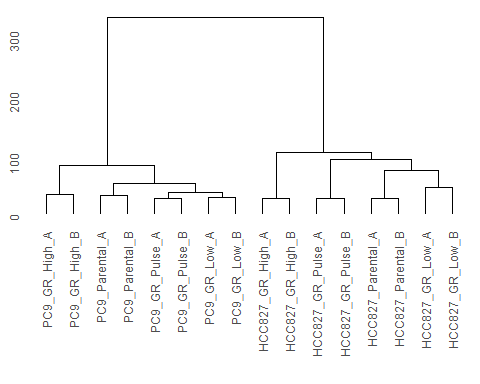 300
200
100
0
PC9_GR_High_A
PC9_GR_High_B
PC9_Parental_A
PC9_Parental_B
PC9_GR_Pulse_A
PC9_GR_Pulse_B
PC9_GR_Low_A
PC9_GR_Low_B
HCC827_GR_High_A
HCC827_GR_High_B
HCC827_GR_Pulse_A
HCC827_GR_Pulse_B
HCC827_Parental_A
HCC827_Parental_B
HCC827_GR_Low_A
HCC827_GR_Low_B